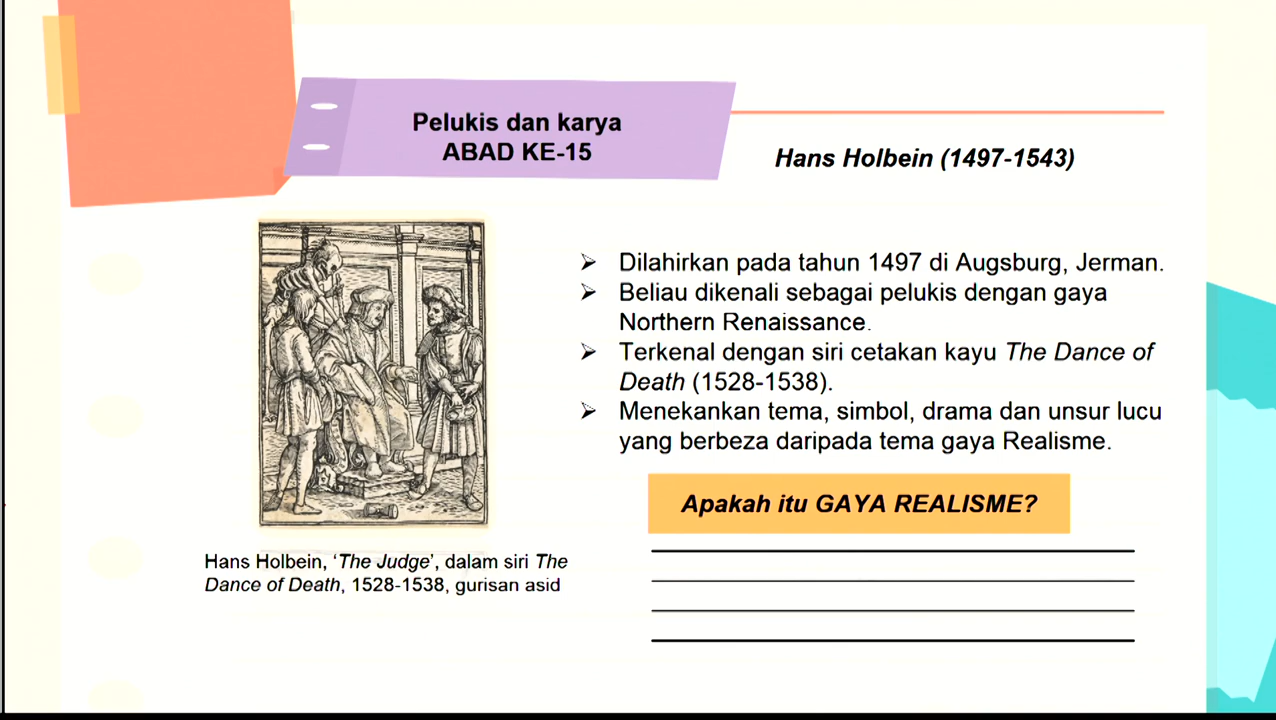 Pelukis dan karya
ABAD KE-15
Hans Holbein (1497-1543)
➢ Dilahirkan pada tahun 1497 di Augsburg, Jerman.
➢ Beliau dikenali sebagai pelukis dengan gaya
Northern Renaissance.
➢ Terkenal dengan siri cetakan kayu The Dance of
Death (1528-1538).
➢ Menekankan tema, simbol, drama dan unsur lucu
yang berbeza daripada tema gaya Realisme.
Apakah itu GAYA REALISME?
Hans Holbein, ‘The Judge’, dalam siri The
Dance of Death, 1528-1538, gurisan asid